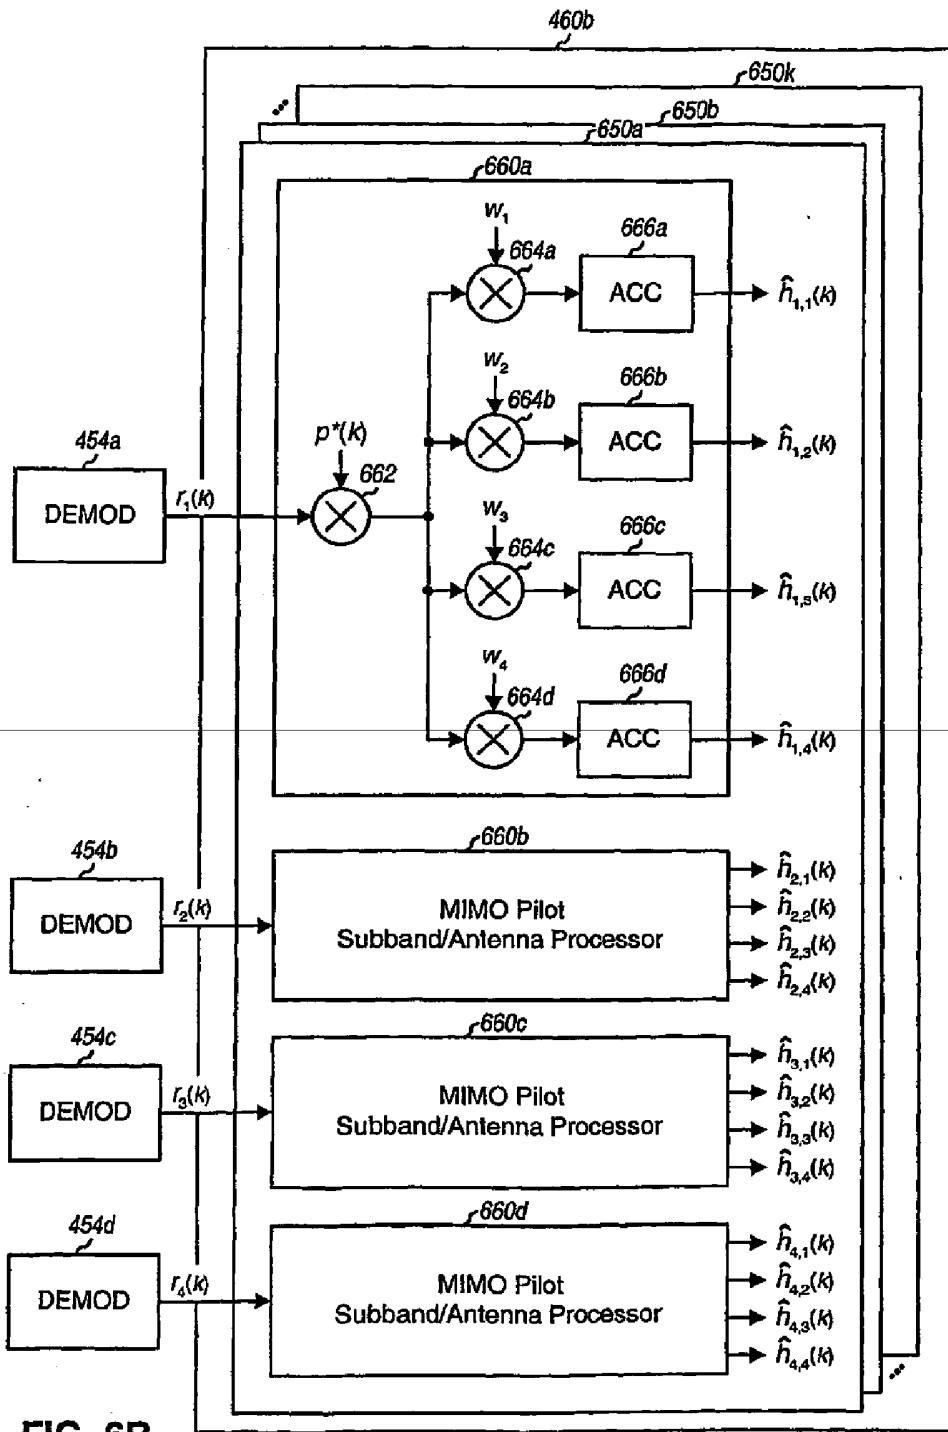 460b
650k
650b
650a
660a
w₁
664a
666a
ACC
ĥ₁,₁(k)
w₂
664b
666b
ACC
ĥ₁,₂(k)
454a
DEMOD
r₁(k)
p*(k)
662
w₃
664c
666c
ACC
ĥ₁,₃(k)
w₄
664d
666d
ACC
ĥ₁,₄(k)
454b
DEMOD
r₂(k)
660b
MIMO Pilot
Subband/Antenna Processor
ĥ₂,₁(k)
ĥ₂,₂(k)
ĥ₂,₃(k)
ĥ₂,₄(k)
454c
DEMOD
r₃(k)
660c
MIMO Pilot
Subband/Antenna Processor
ĥ₃,₁(k)
ĥ₃,₂(k)
ĥ₃,₃(k)
ĥ₃,₄(k)
454d
DEMOD
r₄(k)
660d
MIMO Pilot
Subband/Antenna Processor
ĥ₄,₁(k)
ĥ₄,₂(k)
ĥ₄,₃(k)
ĥ₄,₄(k)